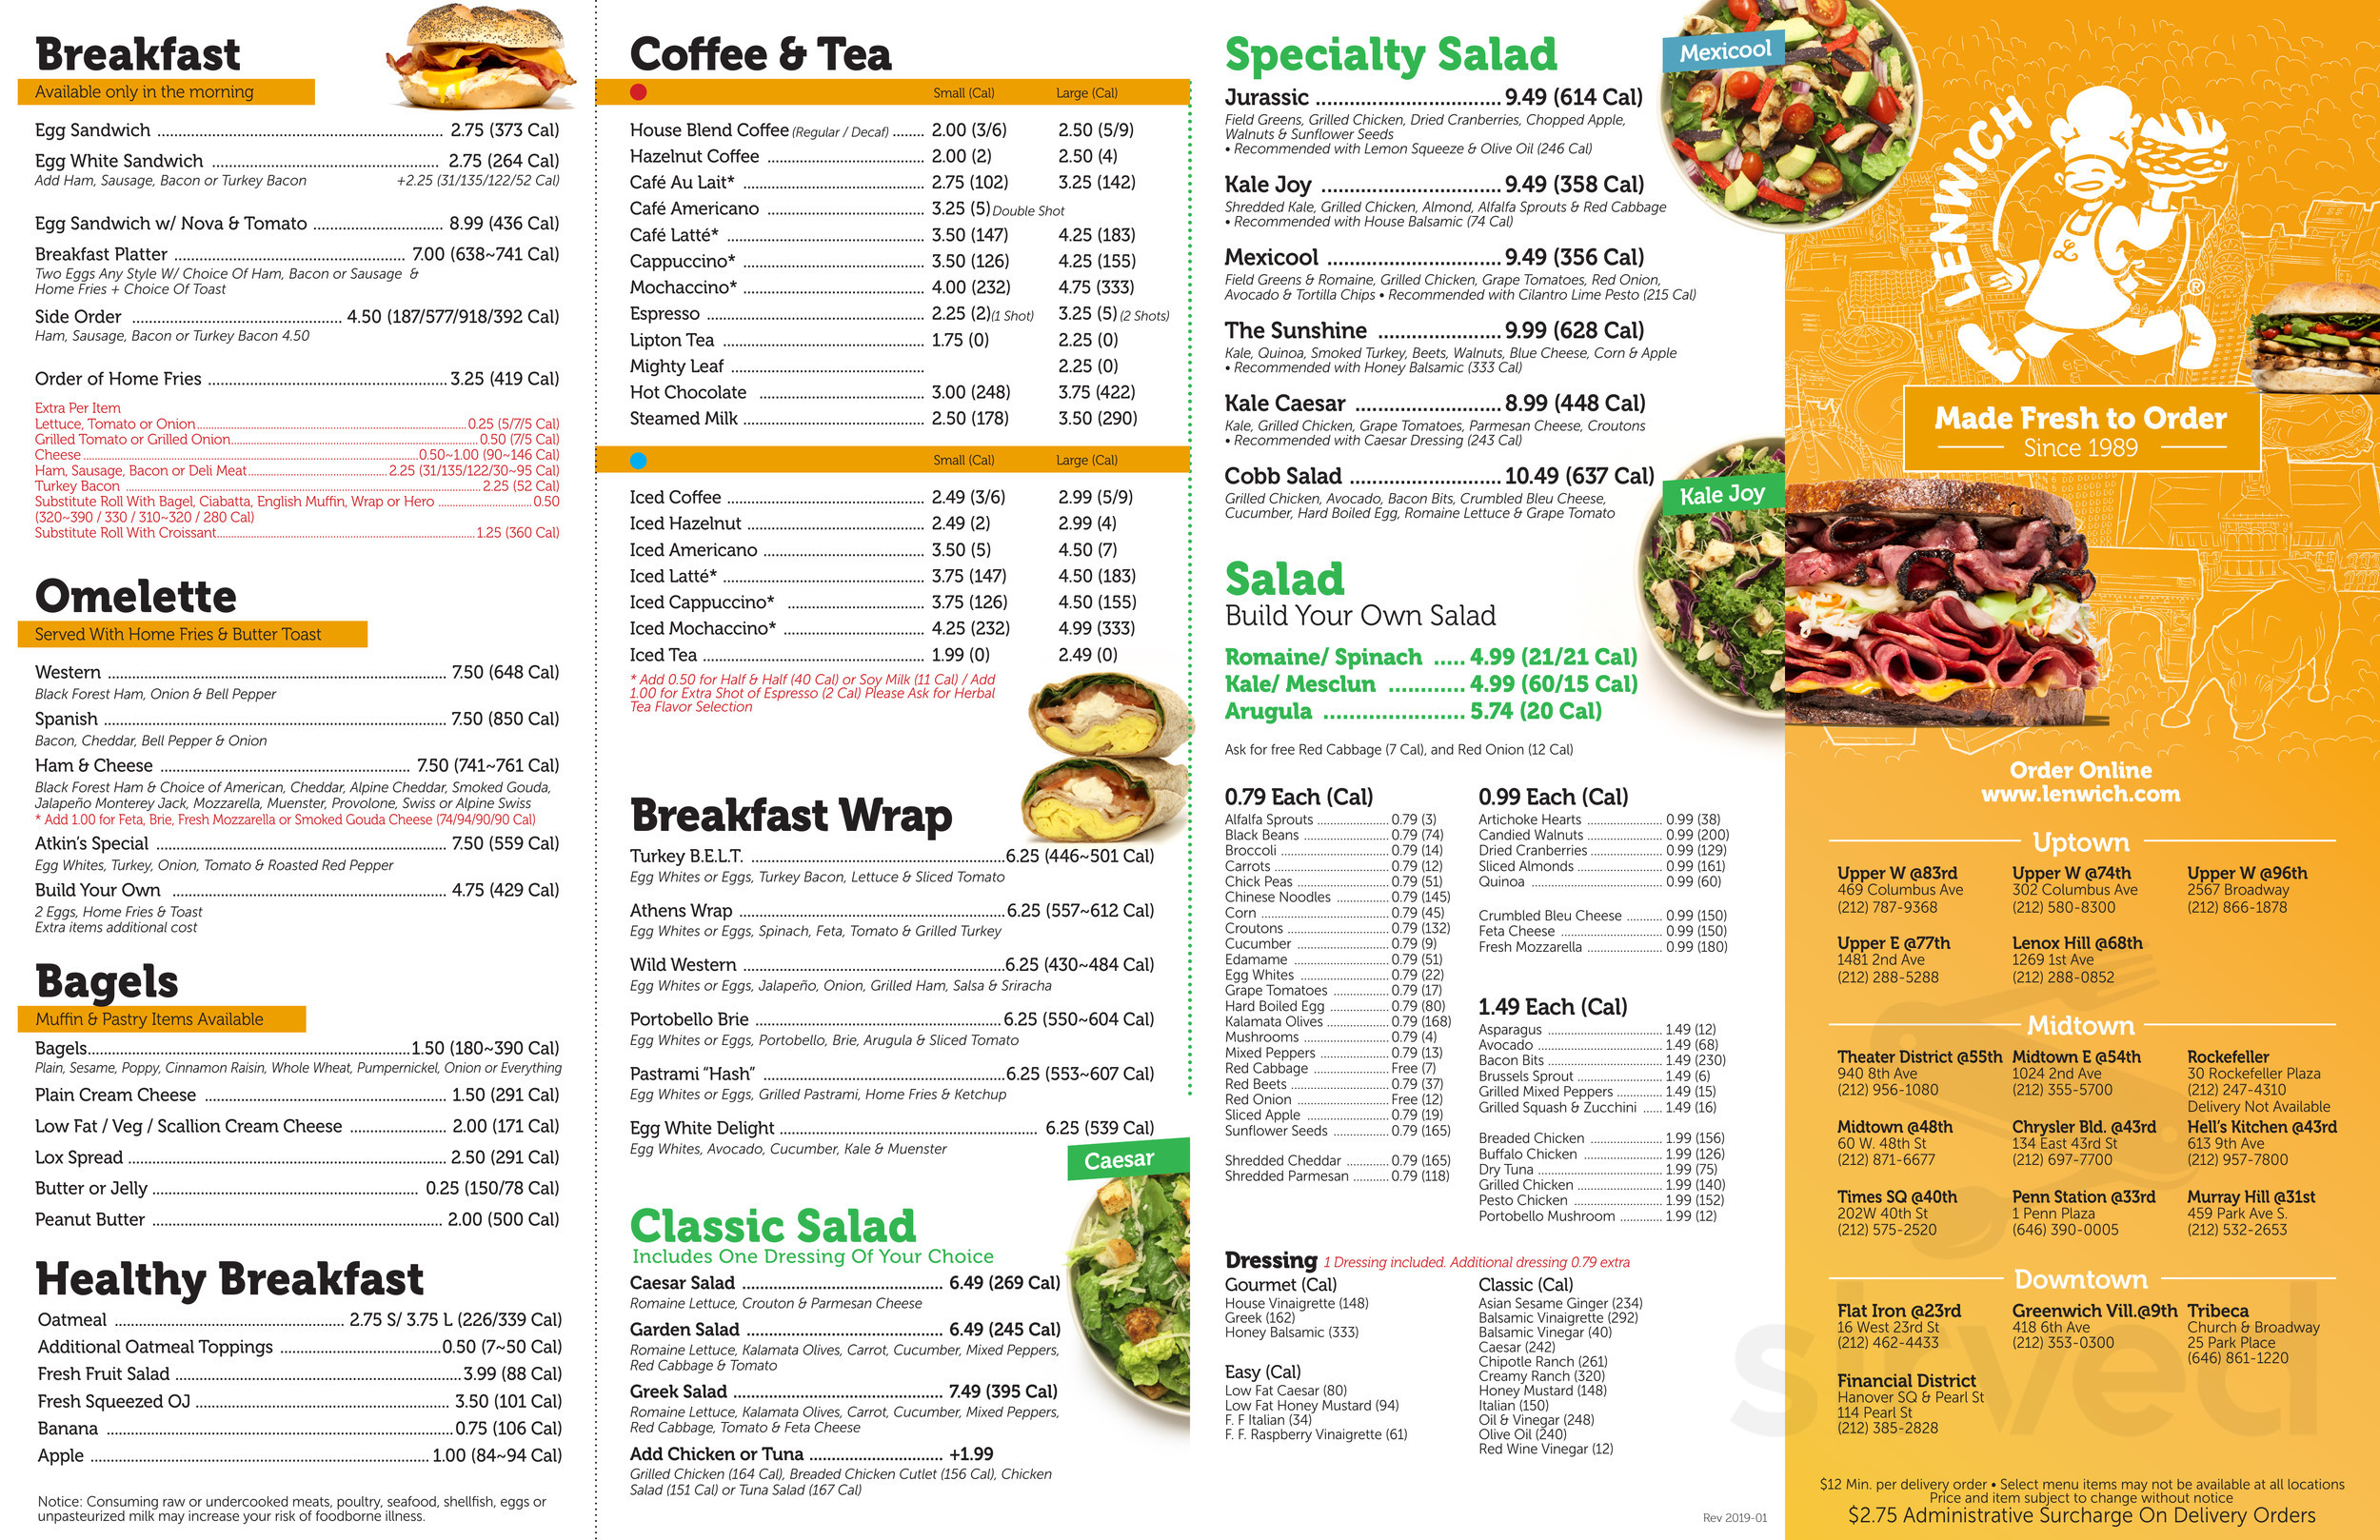 Breakfast
Available only in the morning
Egg Sandwich ........ 2.75 (373 Cal)
Egg White Sandwich ........ 2.75 (264 Cal)
Add Ham, Sausage, Bacon or Turkey Bacon +2.25 (31/135/122/52 Cal)
Egg Sandwich w/ Nova & Tomato ........ 8.99 (436 Cal)
Breakfast Platter ........ 7.00 (638~741 Cal)
Two Eggs Any Style W/ Choice Of Ham, Bacon or Sausage &
Home Fries + Choice Of Toast
Side Order ........ 4.50 (187/577/918/392 Cal)
Ham, Sausage, Bacon or Turkey Bacon 4.50
Order of Home Fries ........ 3.25 (419 Cal)
Extra Per Item
Lettuce, Tomato or Onion ........ 0.25 (5/7/5 Cal)
Grilled Tomato or Grilled Onion ........ 0.50 (7/5 Cal)
Cheese ........ 0.50~1.00 (90~146 Cal)
Ham, Sausage, Bacon or Deli Meat ........ 2.25 (31/135/122/30~95 Cal)
Turkey Bacon ........ 2.25 (52 Cal)
Substitute Roll With Bagel, Ciabatta, English Muffin, Wrap or Hero ........ 0.50
(320~390 / 330 / 310~320 / 280 Cal)
Substitute Roll With Croissant ........ 1.25 (360 Cal)
Omelette
Served With Home Fries & Butter Toast
Western ........ 7.50 (648 Cal)
Black Forest Ham, Onion & Bell Pepper
Spanish ........ 7.50 (850 Cal)
Bacon, Cheddar, Bell Pepper & Onion
Ham & Cheese ........ 7.50 (741~761 Cal)
Black Forest Ham & Choice of American, Cheddar, Alpine Cheddar, Smoked Gouda,
Jalapeño Monterey Jack, Mozzarella, Muenster, Provolone, Swiss or Alpine Swiss
* Add 1.00 for Feta, Brie, Fresh Mozzarella or Smoked Gouda Cheese (74/94/90/90 Cal)
Atkin's Special ........ 7.50 (559 Cal)
Egg Whites, Turkey, Onion, Tomato & Roasted Red Pepper
Build Your Own ........ 4.75 (429 Cal)
2 Eggs, Home Fries & Toast
Extra items additional cost
Bagels
Muffin & Pastry Items Available
Bagels ........ 1.50 (180~390 Cal)
Plain, Sesame, Poppy, Cinnamon Raisin, Whole Wheat, Pumpernickel, Onion or Everything
Plain Cream Cheese ........ 1.50 (291 Cal)
Low Fat / Veg / Scallion Cream Cheese ........ 2.00 (171 Cal)
Lox Spread ........ 2.50 (291 Cal)
Butter or Jelly ........ 0.25 (150/78 Cal)
Peanut Butter ........ 2.00 (500 Cal)
Healthy Breakfast
Oatmeal ........ 2.75 S/ 3.75 L (226/339 Cal)
Additional Oatmeal Toppings ........ 0.50 (7~50 Cal)
Fresh Fruit Salad ........ 3.99 (88 Cal)
Fresh Squeezed OJ ........ 3.50 (101 Cal)
Banana ........ 0.75 (106 Cal)
Apple ........ 1.00 (84~94 Cal)
Notice: Consuming raw or undercooked meats, poultry, seafood, shellfish, eggs or
unpasteurized milk may increase your risk of foodborne illness.
Coffee & Tea
Small (Cal) Large (Cal)
House Blend Coffee (Regular / Decaf) ........ 2.00 (3/6) 2.50 (5/9)
Hazelnut Coffee ........ 2.00 (2) 2.50 (4)
Café Au Lait* ........ 2.75 (102) 3.25 (142)
Café Americano ........ 3.25 (5) Double Shot
Café Latté* ........ 3.50 (147) 4.25 (183)
Cappuccino* ........ 3.50 (126) 4.25 (155)
Mochaccino* ........ 4.00 (232) 4.75 (333)
Espresso ........ 2.25 (2) (1 Shot) 3.25 (5) (2 Shots)
Lipton Tea ........ 1.75 (0) 2.25 (0)
Mighty Leaf ........ 2.25 (0)
Hot Chocolate ........ 3.00 (248) 3.75 (422)
Steamed Milk ........ 2.50 (178) 3.50 (290)
Small (Cal) Large (Cal)
Iced Coffee ........ 2.49 (3/6) 2.99 (5/9)
Iced Hazelnut ........ 2.49 (2) 2.99 (4)
Iced Americano ........ 3.50 (5) 4.50 (7)
Iced Latté* ........ 3.75 (147) 4.50 (183)
Iced Cappuccino* ........ 3.75 (126) 4.50 (155)
Iced Mochaccino* ........ 4.25 (232) 4.99 (333)
Iced Tea ........ 1.99 (0) 2.49 (0)
* Add 0.50 for Half & Half (40 Cal) or Soy Milk (11 Cal) / Add
1.00 for Extra Shot of Espresso (2 Cal) Please Ask for Herbal
Tea Flavor Selection
Breakfast Wrap
Turkey B.E.L.T. ........ 6.25 (446~501 Cal)
Egg Whites or Eggs, Turkey Bacon, Lettuce & Sliced Tomato
Athens Wrap ........ 6.25 (557~612 Cal)
Egg Whites or Eggs, Spinach, Feta, Tomato & Grilled Turkey
Wild Western ........ 6.25 (430~484 Cal)
Egg Whites or Eggs, Jalapeño, Onion, Grilled Ham, Salsa & Sriracha
Portobello Brie ........ 6.25 (550~604 Cal)
Egg Whites or Eggs, Portobello, Brie, Arugula & Sliced Tomato
Pastrami "Hash" ........ 6.25 (553~607 Cal)
Egg Whites or Eggs, Grilled Pastrami, Home Fries & Ketchup
Egg White Delight ........ 6.25 (539 Cal)
Egg Whites, Avocado, Cucumber, Kale & Muenster
Caesar
Classic Salad
Includes One Dressing Of Your Choice
Caesar Salad ........ 6.49 (269 Cal)
Romaine Lettuce, Crouton & Parmesan Cheese
Garden Salad ........ 6.49 (245 Cal)
Romaine Lettuce, Kalamata Olives, Carrot, Cucumber, Mixed Peppers,
Red Cabbage & Tomato
Greek Salad ........ 7.49 (395 Cal)
Romaine Lettuce, Kalamata Olives, Carrot, Cucumber, Mixed Peppers,
Red Cabbage, Tomato & Feta Cheese
Add Chicken or Tuna ........ +1.99
Grilled Chicken (164 Cal), Breaded Chicken Cutlet (156 Cal), Chicken
Salad (151 Cal) or Tuna Salad (167 Cal)
Specialty Salad
Mexicool
Jurassic ........ 9.49 (614 Cal)
Field Greens, Grilled Chicken, Dried Cranberries, Chopped Apple,
Walnuts & Sunflower Seeds
• Recommended with Lemon Squeeze & Olive Oil (246 Cal)
Kale Joy ........ 9.49 (358 Cal)
Shredded Kale, Grilled Chicken, Almond, Alfalfa Sprouts & Red Cabbage
• Recommended with House Balsamic (74 Cal)
Mexicool ........ 9.49 (356 Cal)
Field Greens & Romaine, Grilled Chicken, Grape Tomatoes, Red Onion,
Avocado & Tortilla Chips • Recommended with Cilantro Lime Pesto (215 Cal)
The Sunshine ........ 9.99 (628 Cal)
Kale, Quinoa, Smoked Turkey, Beets, Walnuts, Blue Cheese, Corn & Apple
• Recommended with Honey Balsamic (333 Cal)
Kale Caesar ........ 8.99 (448 Cal)
Kale, Grilled Chicken, Grape Tomatoes, Parmesan Cheese, Croutons
• Recommended with Caesar Dressing (243 Cal)
Cobb Salad ........ 10.49 (637 Cal)
Grilled Chicken, Avocado, Bacon Bits, Crumbled Bleu Cheese,
Cucumber, Hard Boiled Egg, Romaine Lettuce & Grape Tomato
Kale Joy
Salad
Build Your Own Salad
Romaine/ Spinach ..... 4.99 (21/21 Cal)
Kale/ Mesclun ........ 4.99 (60/15 Cal)
Arugula ........ 5.74 (20 Cal)
Ask for free Red Cabbage (7 Cal), and Red Onion (12 Cal)
0.79 Each (Cal)
Alfalfa Sprouts ........ 0.79 (3)
Black Beans ........ 0.79 (74)
Broccoli ........ 0.79 (14)
Carrots ........ 0.79 (12)
Chick Peas ........ 0.79 (51)
Chinese Noodles ........ 0.79 (145)
Corn ........ 0.79 (45)
Croutons ........ 0.79 (132)
Cucumber ........ 0.79 (9)
Edamame ........ 0.79 (51)
Egg Whites ........ 0.79 (22)
Grape Tomatoes ........ 0.79 (17)
Hard Boiled Egg ........ 0.79 (80)
Kalamata Olives ........ 0.79 (168)
Mushrooms ........ 0.79 (4)
Mixed Peppers ........ 0.79 (13)
Red Cabbage ........ Free (7)
Red Beets ........ 0.79 (37)
Red Onion ........ Free (12)
Sliced Apple ........ 0.79 (19)
Sunflower Seeds ........ 0.79 (165)
Shredded Cheddar ........ 0.79 (165)
Shredded Parmesan ........ 0.79 (118)
0.99 Each (Cal)
Artichoke Hearts ........ 0.99 (38)
Candied Walnuts ........ 0.99 (200)
Dried Cranberries ........ 0.99 (129)
Sliced Almonds ........ 0.99 (161)
Quinoa ........ 0.99 (60)
Crumbled Bleu Cheese ........ 0.99 (150)
Feta Cheese ........ 0.99 (150)
Fresh Mozzarella ........ 0.99 (180)
1.49 Each (Cal)
Asparagus ........ 1.49 (12)
Avocado ........ 1.49 (68)
Bacon Bits ........ 1.49 (230)
Brussels Sprout ........ 1.49 (6)
Grilled Mixed Peppers ........ 1.49 (15)
Grilled Squash & Zucchini ...... 1.49 (16)
Breaded Chicken ........ 1.99 (156)
Buffalo Chicken ........ 1.99 (126)
Dry Tuna ........ 1.99 (75)
Grilled Chicken ........ 1.99 (140)
Pesto Chicken ........ 1.99 (152)
Portobello Mushroom ........ 1.99 (12)
Dressing 1 Dressing included. Additional dressing 0.79 extra
Gourmet (Cal)
House Vinaigrette (148)
Greek (162)
Honey Balsamic (333)
Easy (Cal)
Low Fat Caesar (80)
Low Fat Honey Mustard (94)
F. F Italian (34)
F. F. Raspberry Vinaigrette (61)
Classic (Cal)
Asian Sesame Ginger (234)
Balsamic Vinaigrette (292)
Balsamic Vinegar (40)
Caesar (242)
Chipotle Ranch (261)
Creamy Ranch (320)
Honey Mustard (148)
Italian (150)
Oil & Vinegar (248)
Olive Oil (240)
Red Wine Vinegar (12)
Rev 2019-01
LENWICH
®
L
Made Fresh to Order
Since 1989
Order Online
www.lenwich.com
Uptown
Upper W @83rd
469 Columbus Ave
(212) 787-9368
Upper W @74th
302 Columbus Ave
(212) 580-8300
Upper W @96th
2567 Broadway
(212) 866-1878
Upper E @77th
1481 2nd Ave
(212) 288-5288
Lenox Hill @68th
1269 1st Ave
(212) 288-0852
Midtown
Theater District @55th
940 8th Ave
(212) 956-1080
Midtown E @54th
1024 2nd Ave
(212) 355-5700
Rockefeller
30 Rockefeller Plaza
(212) 247-4310
Delivery Not Available
Midtown @48th
60 W. 48th St
(212) 871-6677
Chrysler Bld. @43rd
134 East 43rd St
(212) 697-7700
Hell's Kitchen @43rd
613 9th Ave
(212) 957-7800
Times SQ @40th
202W 40th St
(212) 575-2520
Penn Station @33rd
1 Penn Plaza
(646) 390-0005
Murray Hill @31st
459 Park Ave S.
(212) 532-2653
Downtown
Flat Iron @23rd
16 West 23rd St
(212) 462-4433
Greenwich Vill.@9th
418 6th Ave
(212) 353-0300
Tribeca
Church & Broadway
25 Park Place
(646) 861-1220
Financial District
Hanover SQ & Pearl St
114 Pearl St
(212) 385-2828
sirved
$12 Min. per delivery order • Select menu items may not be available at all locations
Price and item subject to change without notice
$2.75 Administrative Surcharge On Delivery Orders